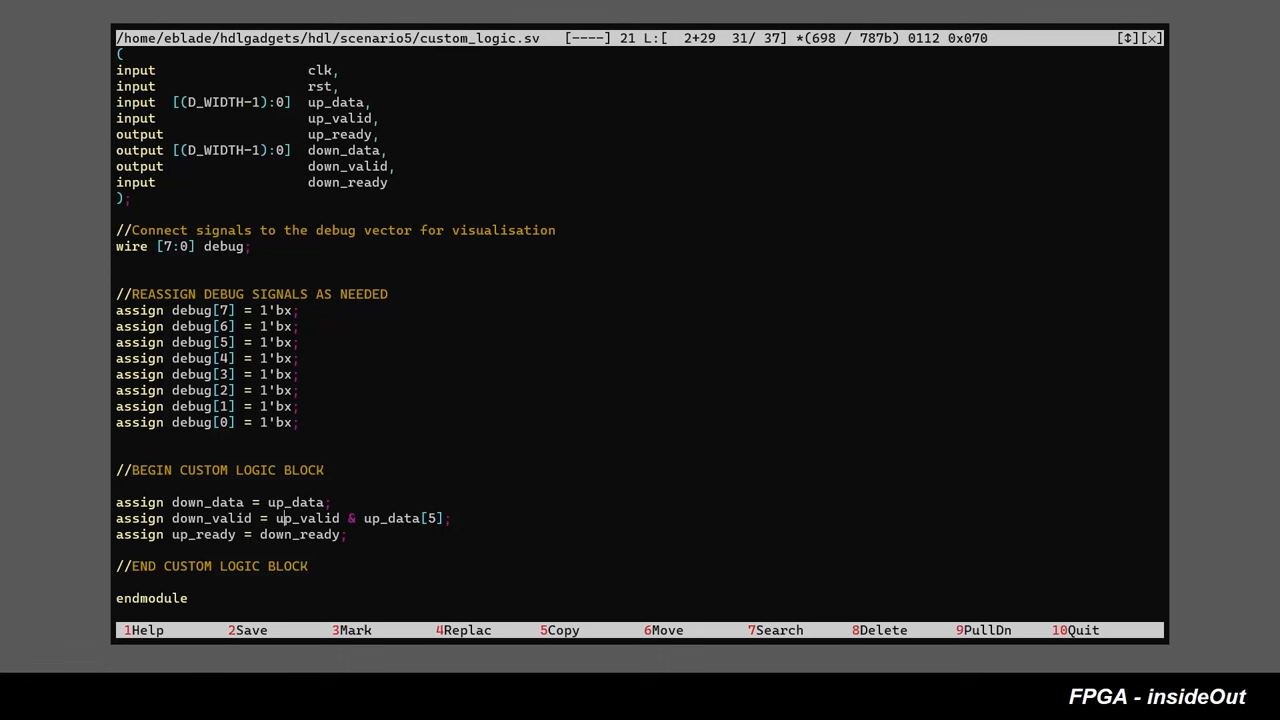 /home/eblade/hdlgadgets/hdl/scenario5/custom_logic.sv [----] 21 L:[ 2+29 31/ 37] *(698 / 787b) 0112 0x070 [↕][×]
(
input clk,
input rst,
input [(D_WIDTH-1):0] up_data,
input up_valid,
output up_ready,
output [(D_WIDTH-1):0] down_data,
output down_valid,
input down_ready
);
//Connect signals to the debug vector for visualisation
wire [7:0] debug;
//REASSIGN DEBUG SIGNALS AS NEEDED
assign debug[7] = 1'bx;
assign debug[6] = 1'bx;
assign debug[5] = 1'bx;
assign debug[4] = 1'bx;
assign debug[3] = 1'bx;
assign debug[2] = 1'bx;
assign debug[1] = 1'bx;
assign debug[0] = 1'bx;
//BEGIN CUSTOM LOGIC BLOCK
assign down_data = up_data;
assign down_valid = up_valid & up_data[5];
assign up_ready = down_ready;
//END CUSTOM LOGIC BLOCK
endmodule
1Help 2Save 3Mark 4Replac 5Copy 6Move 7Search 8Delete 9PullDn 10Quit
FPGA - insideOut